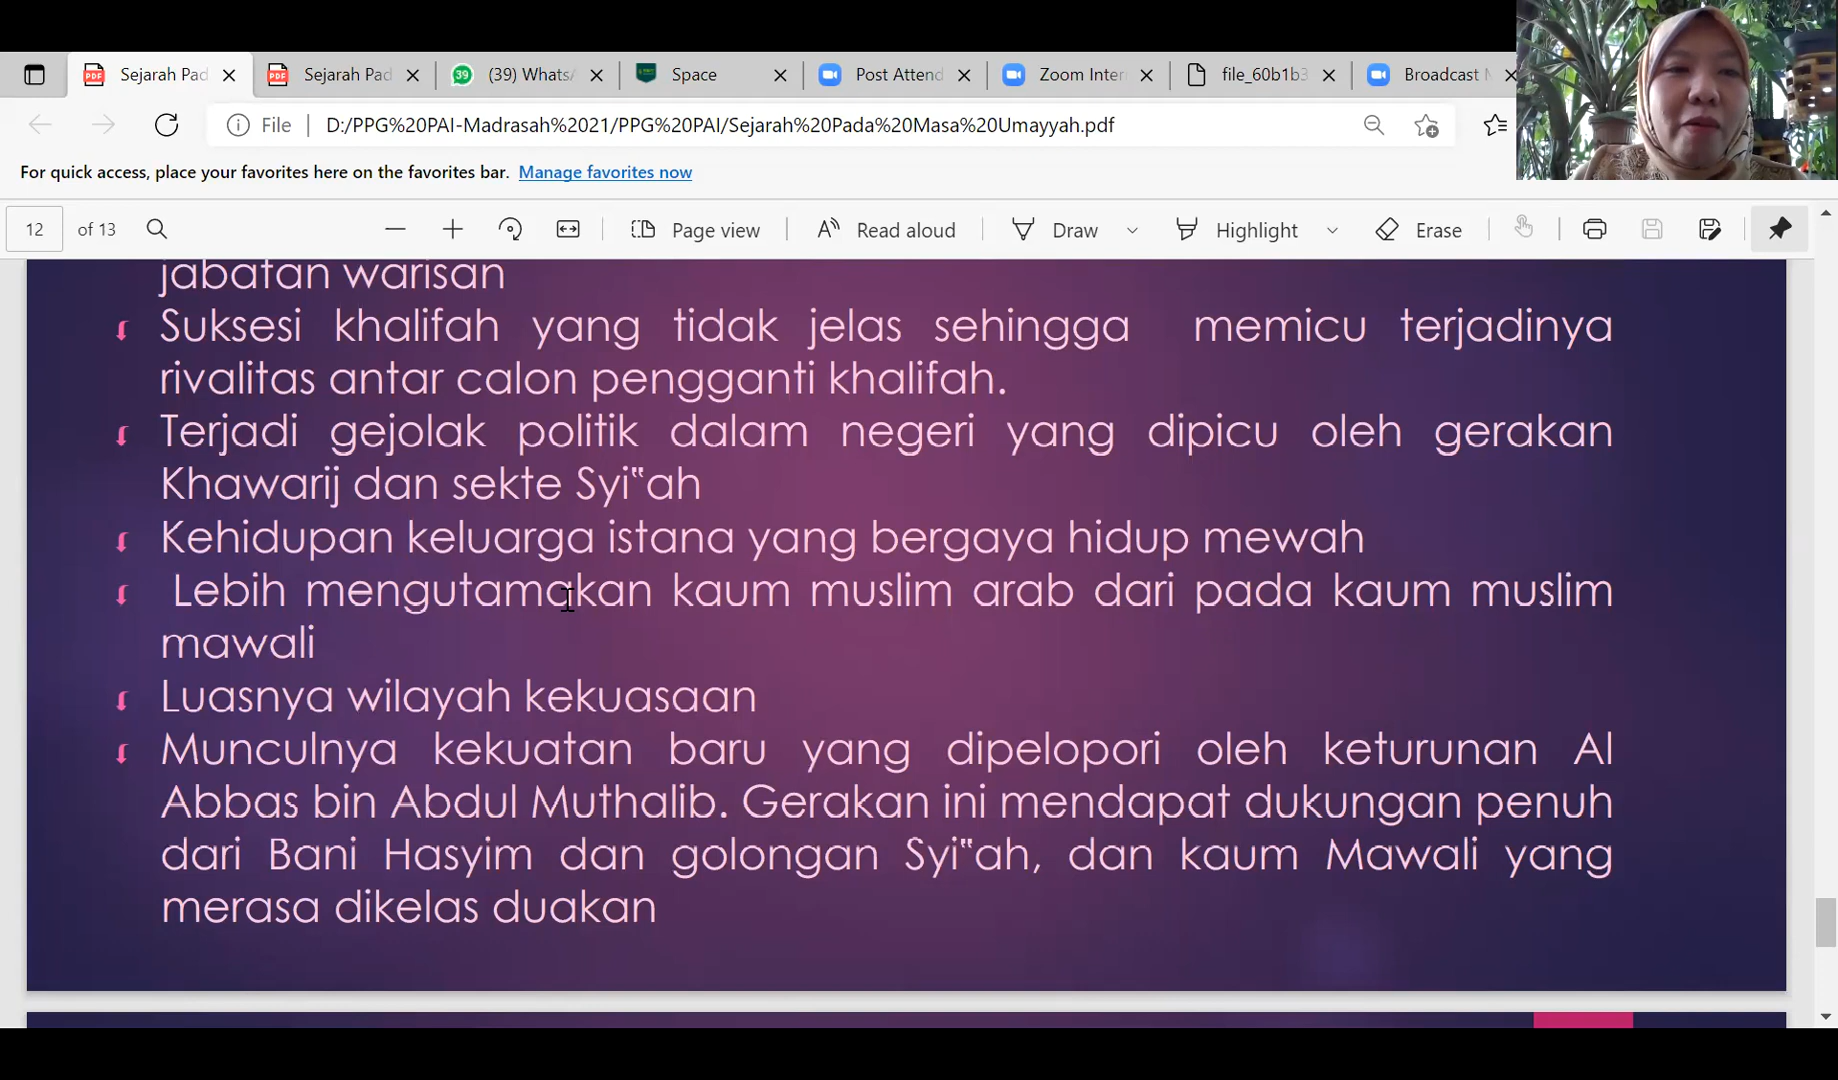 Sejarah Pad
Sejarah Pad
39
(39) WhatsA
Space
Post Attend
Zoom Inter
file_60b1b3
Broadcast M
File
D:/PPG%20PAI-Madrasah%2021/PPG%20PAI/Sejarah%20Pada%20Masa%20Umayyah.pdf
For quick access, place your favorites here on the favorites bar. Manage favorites now
12 of 13
Page view
Read aloud
Draw
Highlight
Erase
jabatan warisan
Suksesi khalifah yang tidak jelas sehingga memicu terjadinya
rivalitas antar calon pengganti khalifah.
Terjadi gejolak politik dalam negeri yang dipicu oleh gerakan
Khawarij dan sekte Syi‟ah
Kehidupan keluarga istana yang bergaya hidup mewah
Lebih mengutamakan kaum muslim arab dari pada kaum muslim
mawali
Luasnya wilayah kekuasaan
Munculnya kekuatan baru yang dipelopori oleh keturunan Al
Abbas bin Abdul Muthalib. Gerakan ini mendapat dukungan penuh
dari Bani Hasyim dan golongan Syi‟ah, dan kaum Mawali yang
merasa dikelas duakan